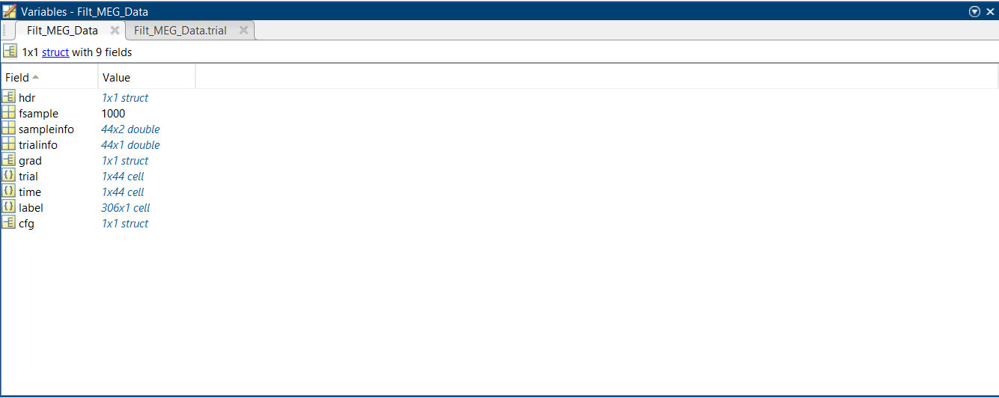 Variables - Filt_MEG_Data
Filt_MEG_Data Filt_MEG_Data.trial
1x1 struct with 9 fields
Field Value
hdr 1x1 struct
fsample 1000
sampleinfo 44x2 double
trialinfo 44x1 double
grad 1x1 struct
trial 1x44 cell
time 1x44 cell
label 306x1 cell
cfg 1x1 struct